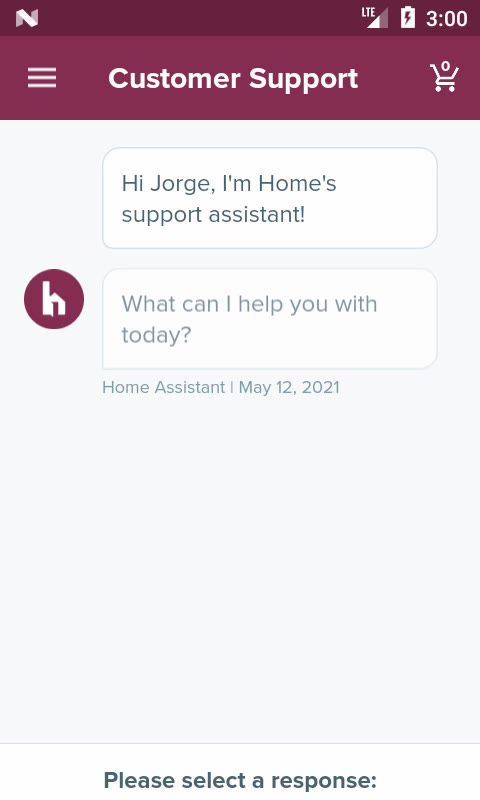 LTE
3:00
Customer Support
0
Hi Jorge, I'm Home's
support assistant!
h
What can I help you with
today?
Home Assistant | May 12, 2021
Please select a response: